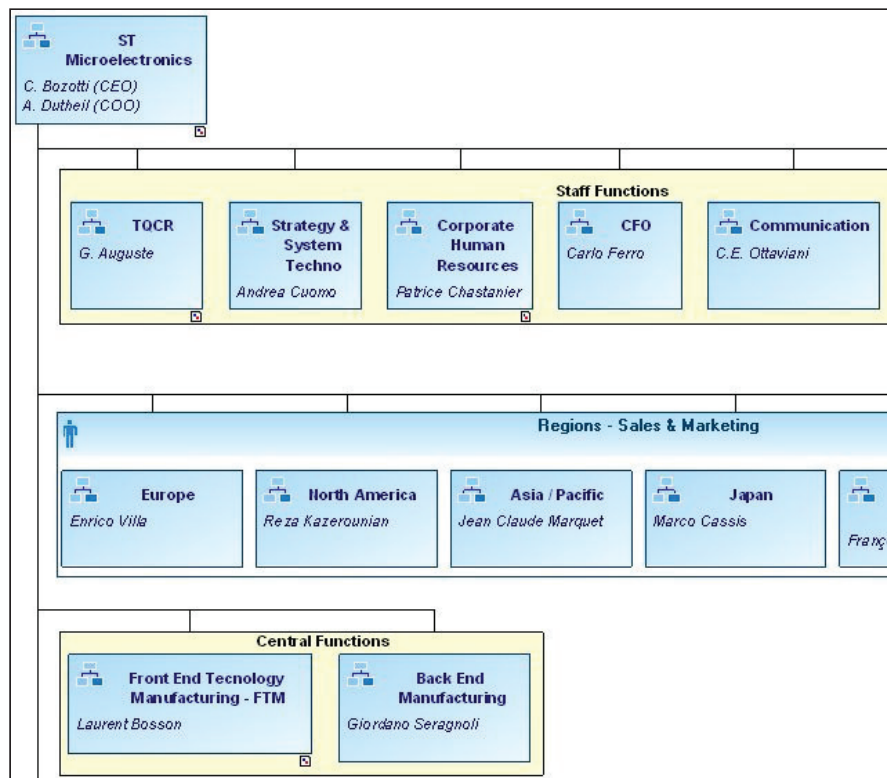 ST
Microelectronics
C. Bozotti (CEO)
A. Dutheil (COO)
Staff Functions
TQCR
G. Auguste
Strategy &
System
Techno
Andrea Cuomo
Corporate
Human
Resources
Patrice Chastanier
CFO
Carlo Ferro
Communication
C.E. Ottaviani
Regions - Sales & Marketing
Europe
Enrico Villa
North America
Reza Kazerounian
Asia / Pacific
Jean Claude Marquet
Japan
Marco Cassis
Franç
Central Functions
Front End Tecnology
Manufacturing - FTM
Laurent Bosson
Back End
Manufacturing
Giordano Seragnoli